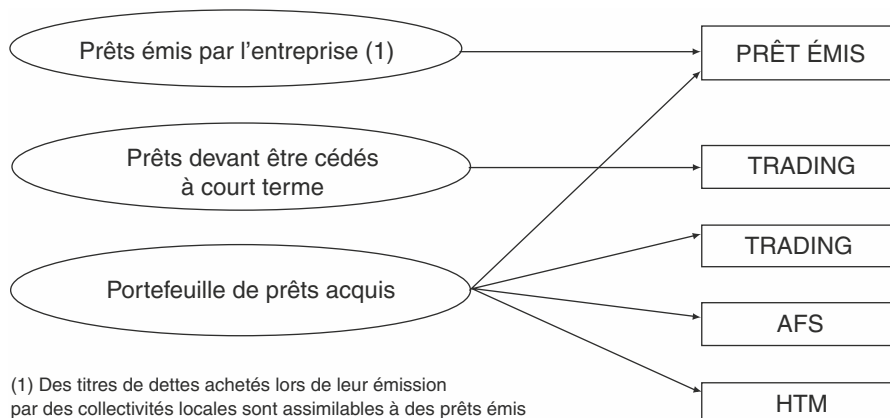 Prêts émis par l'entreprise (1)
PRÊT ÉMIS
Prêts devant être cédés
à court terme
TRADING
TRADING
Portefeuille de prêts acquis
AFS
HTM
(1) Des titres de dettes achetés lors de leur émission
par des collectivités locales sont assimilables à des prêts émis